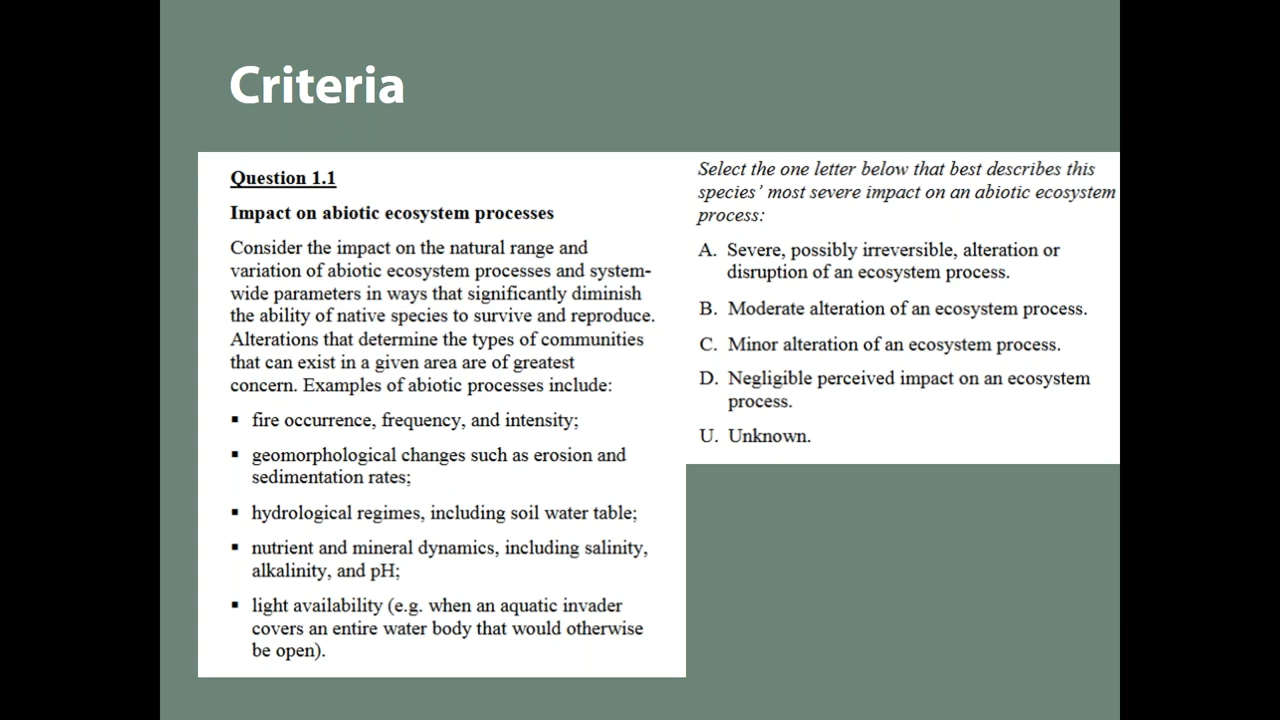 Criteria
Question 1.1
Impact on abiotic ecosystem processes
Consider the impact on the natural range and
variation of abiotic ecosystem processes and system-
wide parameters in ways that significantly diminish
the ability of native species to survive and reproduce.
Alterations that determine the types of communities
that can exist in a given area are of greatest
concern. Examples of abiotic processes include:
▪ fire occurrence, frequency, and intensity;
▪ geomorphological changes such as erosion and
sedimentation rates;
▪ hydrological regimes, including soil water table;
▪ nutrient and mineral dynamics, including salinity,
alkalinity, and pH;
▪ light availability (e.g. when an aquatic invader
covers an entire water body that would otherwise
be open).
Select the one letter below that best describes this
species’ most severe impact on an abiotic ecosystem
process:
A. Severe, possibly irreversible, alteration or
disruption of an ecosystem process.
B. Moderate alteration of an ecosystem process.
C. Minor alteration of an ecosystem process.
D. Negligible perceived impact on an ecosystem
process.
U. Unknown.